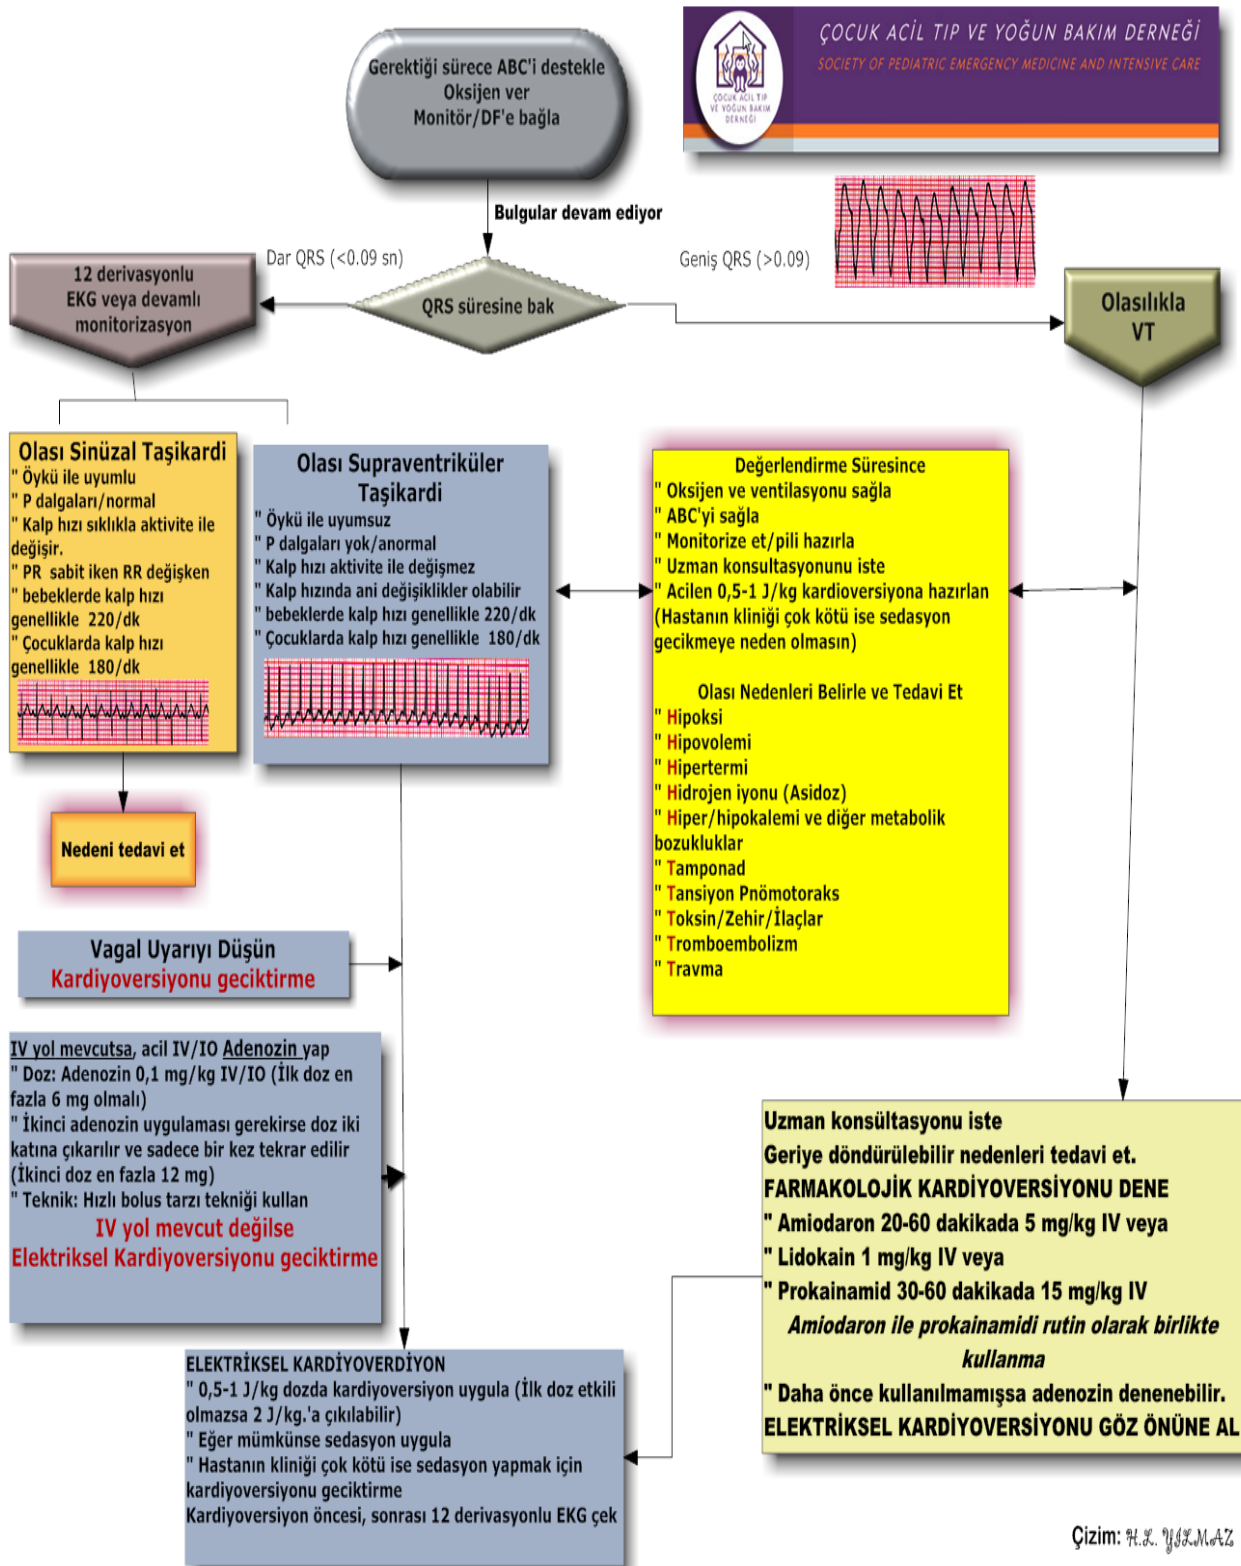 ÇOCUK ACİL TIP VE YOĞUN BAKIM DERNEĞİ
SOCIETY OF PEDIATRIC EMERGENCY MEDICINE AND INTENSIVE CARE
ÇOCUK ACİL TIP
VE YOĞUN BAKIM
DERNEĞİ
Gerektiği sürece ABC'i destekle
Oksijen ver
Monitör/DF'e bağla
Bulgular devam ediyor
Dar QRS (<0.09 sn)
Geniş QRS (>0.09)
QRS süresine bak
12 derivasyonlu
EKG veya devamlı
monitorizasyon
Olasılıkla
VT
Olası Sinüzal Taşikardi
" Öykü ile uyumlu
" P dalgaları/normal
" Kalp hızı sıklıkla aktivite ile
değişir.
" PR  sabit iken RR değişken
" bebeklerde kalp hızı
genellikle 220/dk
" Çocuklarda kalp hızı
genellikle  180/dk
Nedeni tedavi et
Olası Supraventriküler
Taşikardi
" Öykü ile uyumsuz
" P dalgaları yok/anormal
" Kalp hızı aktivite ile değişmez
" Kalp hızında ani değişiklikler olabilir
" bebeklerde kalp hızı genellikle 220/dk
" Çocuklarda kalp hızı genellikle  180/dk
Değerlendirme Süresince
" Oksijen ve ventilasyonu sağla
" ABC'yi sağla
" Monitorize et/pili hazırla
" Uzman konsultasyonunu iste
" Acilen 0,5-1 J/kg kardioversiyona hazırlan
(Hastanın kliniği çok kötü ise sedasyon
gecikmeye neden olmasın)
Olası Nedenleri Belirle ve Tedavi Et
" Hipoksi
" Hipovolemi
" Hipertermi
" Hidrojen iyonu (Asidoz)
" Hiper/hipokalemi ve diğer metabolik
bozukluklar
" Tamponad
" Tansiyon Pnömotoraks
" Toksin/Zehir/İlaçlar
" Tromboembolizm
" Travma
Vagal Uyarıyı Düşün
Kardiyoversiyonu geciktirme
IV yol mevcutsa, acil IV/IO Adenozin yap
" Doz: Adenozin 0,1 mg/kg IV/IO (İlk doz en
fazla 6 mg olmalı)
" İkinci adenozin uygulaması gerekirse doz iki
katına çıkarılır ve sadece bir kez tekrar edilir
(İkinci doz en fazla 12 mg)
" Teknik: Hızlı bolus tarzı tekniği kullan
IV yol mevcut değilse
Elektriksel Kardiyoversiyonu geciktirme
Uzman konsültasyonu iste
Geriye döndürülebilir nedenleri tedavi et.
FARMAKOLOJİK KARDİYOVERSİYONU DENE
" Amiodaron 20-60 dakikada 5 mg/kg IV veya
" Lidokain 1 mg/kg IV veya
" Prokainamid 30-60 dakikada 15 mg/kg IV
Amiodaron ile prokainamidi rutin olarak birlikte
kullanma
" Daha önce kullanılmamışsa adenozin denenebilir.
ELEKTRİKSEL KARDİYOVERSİYONU GÖZ ÖNÜNE AL
ELEKTRİKSEL KARDİYOVERDİYON
" 0,5-1 J/kg dozda kardiyoversiyon uygula (İlk doz etkili
olmazsa 2 J/kg.'a çıkılabilir)
" Eğer mümkünse sedasyon uygula
" Hastanın kliniği çok kötü ise sedasyon yapmak için
kardiyoversiyonu geciktirme
Kardiyoversiyon öncesi, sonrası 12 derivasyonlu EKG çek
Çizim: H.L. YILMAZ